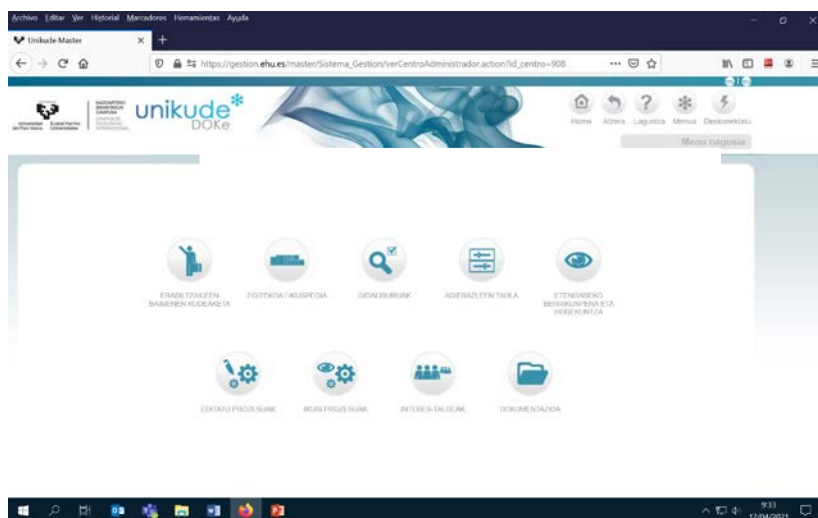 Archivo Editar Ver Historial Marcadores Herramientas Ayuda
Unikude Master
https://gestion.ehu.es/master/Sistema_Gestion/verCentroAdministrador.action?id_centro=908
unikude*
DOKe
Home Atzera Laguntza Menus Deskonektatu
Menu nagusia
ERABILTZAILEEN
BAIMENEN KUDEAKETA
EGITEKOA / IKUSPEGIA
GIDALIBURUAK
ADIERAZLEEN TAULA
ETENGABEKO
BERRIKUSPENA ETA
HOBEKUNTZA
EDITATU PROZESUAK
IKUSI PROZESUAK
INTERES-TALDEAK
DOKUMENTAZIOA
9:33
12/04/2021